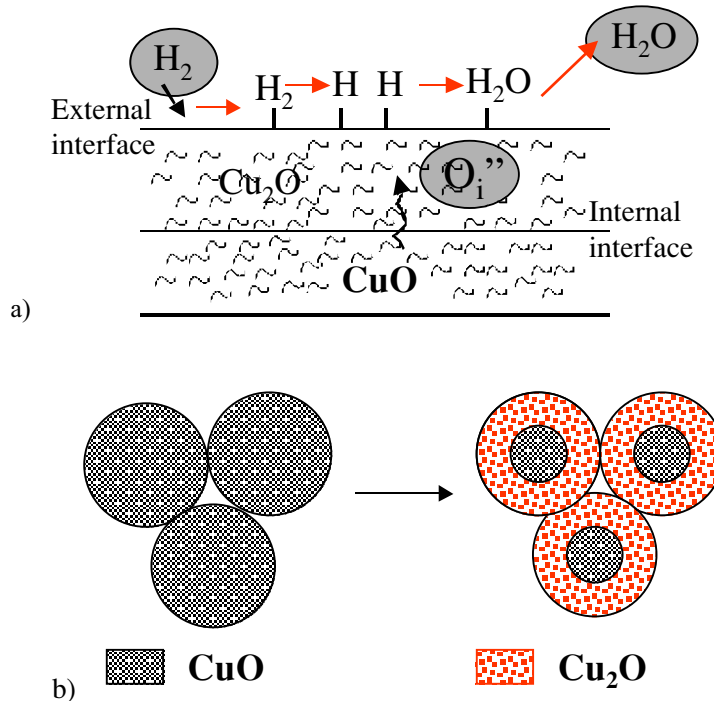 H₂
H₂O
H₂ H H H₂O
External
interface
Cu₂O
Oᵢ”
Internal
interface
CuO
a)
CuO
Cu₂O
b)